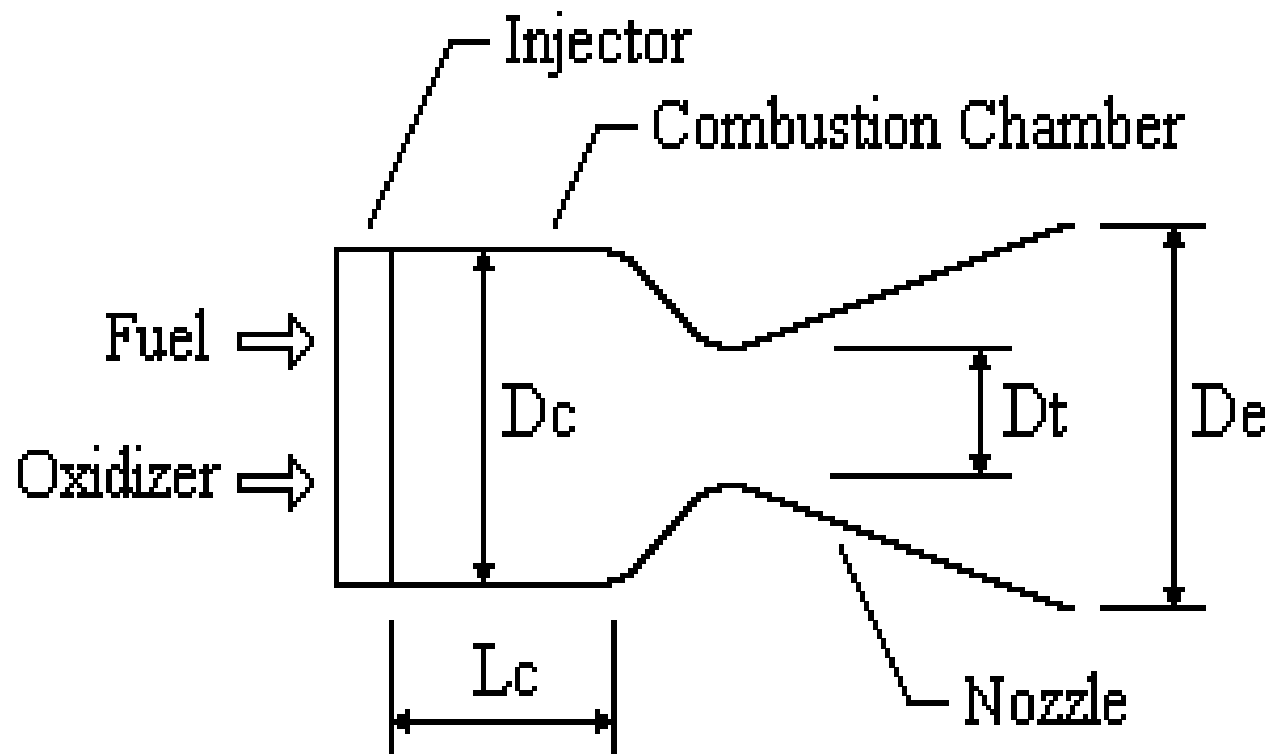 Injector
Combustion Chamber
Fuel
Dc
Dt
De
Oxidizer
Lc
Nozzle